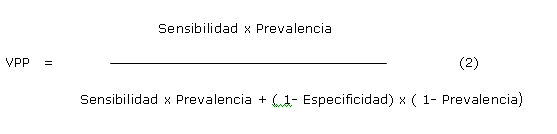 Sensibilidad x Prevalencia
VPP = (2)
Sensibilidad x Prevalencia + ( 1- Especificidad) x ( 1- Prevalencia)